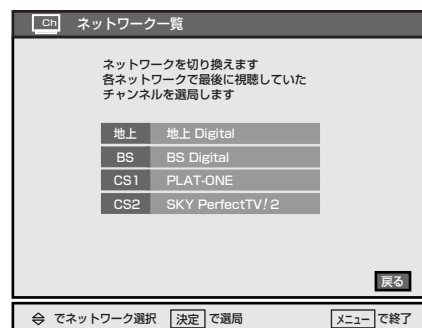 Ch ネットワーク一覧
ネットワークを切り換えます
各ネットワークで最後に視聴していた
チャンネルを選局します
地上 地上 Digital
BS BS Digital
CS1 PLAT-ONE
CS2 SKY PerfectTV!2
戻る
でネットワーク選択 決定 で選局 メニュー で終了